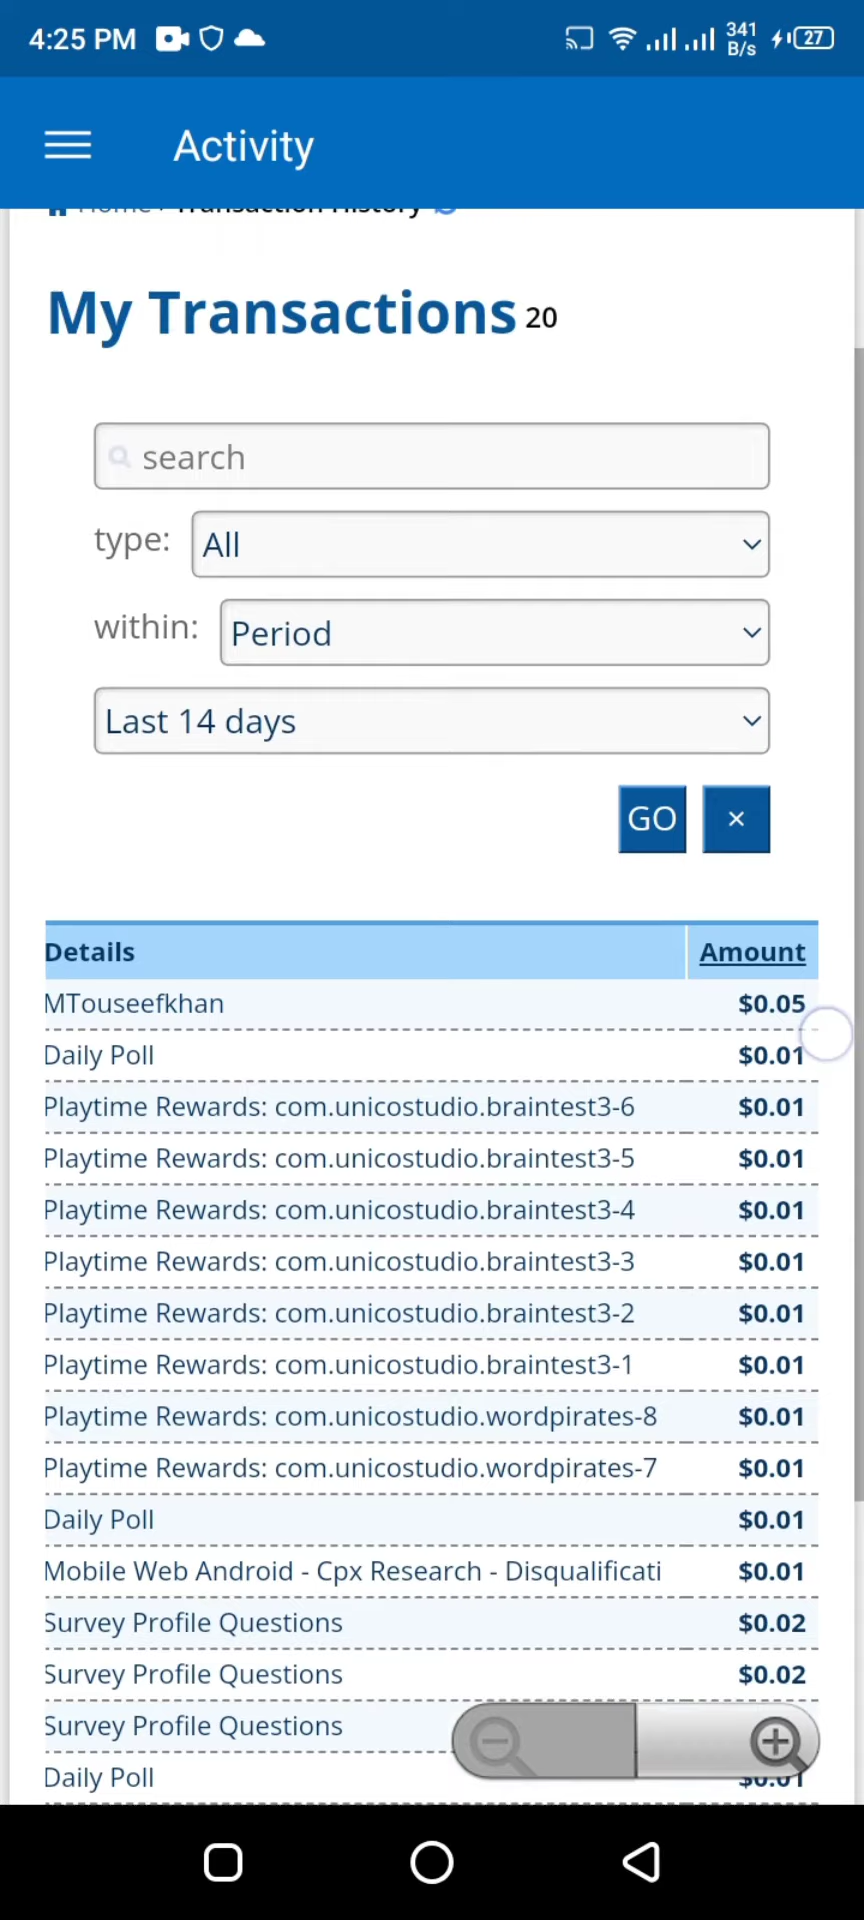 4:25 PM
341
B/s
27
Activity
Home
Transaction History
My Transactions 20
search
type: All
within: Period
Last 14 days
GO ×
Details Amount
MTouseefkhan $0.05
Daily Poll $0.01
Playtime Rewards: com.unicostudio.braintest3-6 $0.01
Playtime Rewards: com.unicostudio.braintest3-5 $0.01
Playtime Rewards: com.unicostudio.braintest3-4 $0.01
Playtime Rewards: com.unicostudio.braintest3-3 $0.01
Playtime Rewards: com.unicostudio.braintest3-2 $0.01
Playtime Rewards: com.unicostudio.braintest3-1 $0.01
Playtime Rewards: com.unicostudio.wordpirates-8 $0.01
Playtime Rewards: com.unicostudio.wordpirates-7 $0.01
Daily Poll $0.01
Mobile Web Android - Cpx Research - Disqualificati $0.01
Survey Profile Questions $0.02
Survey Profile Questions $0.02
Survey Profile Questions
Daily Poll $0.01